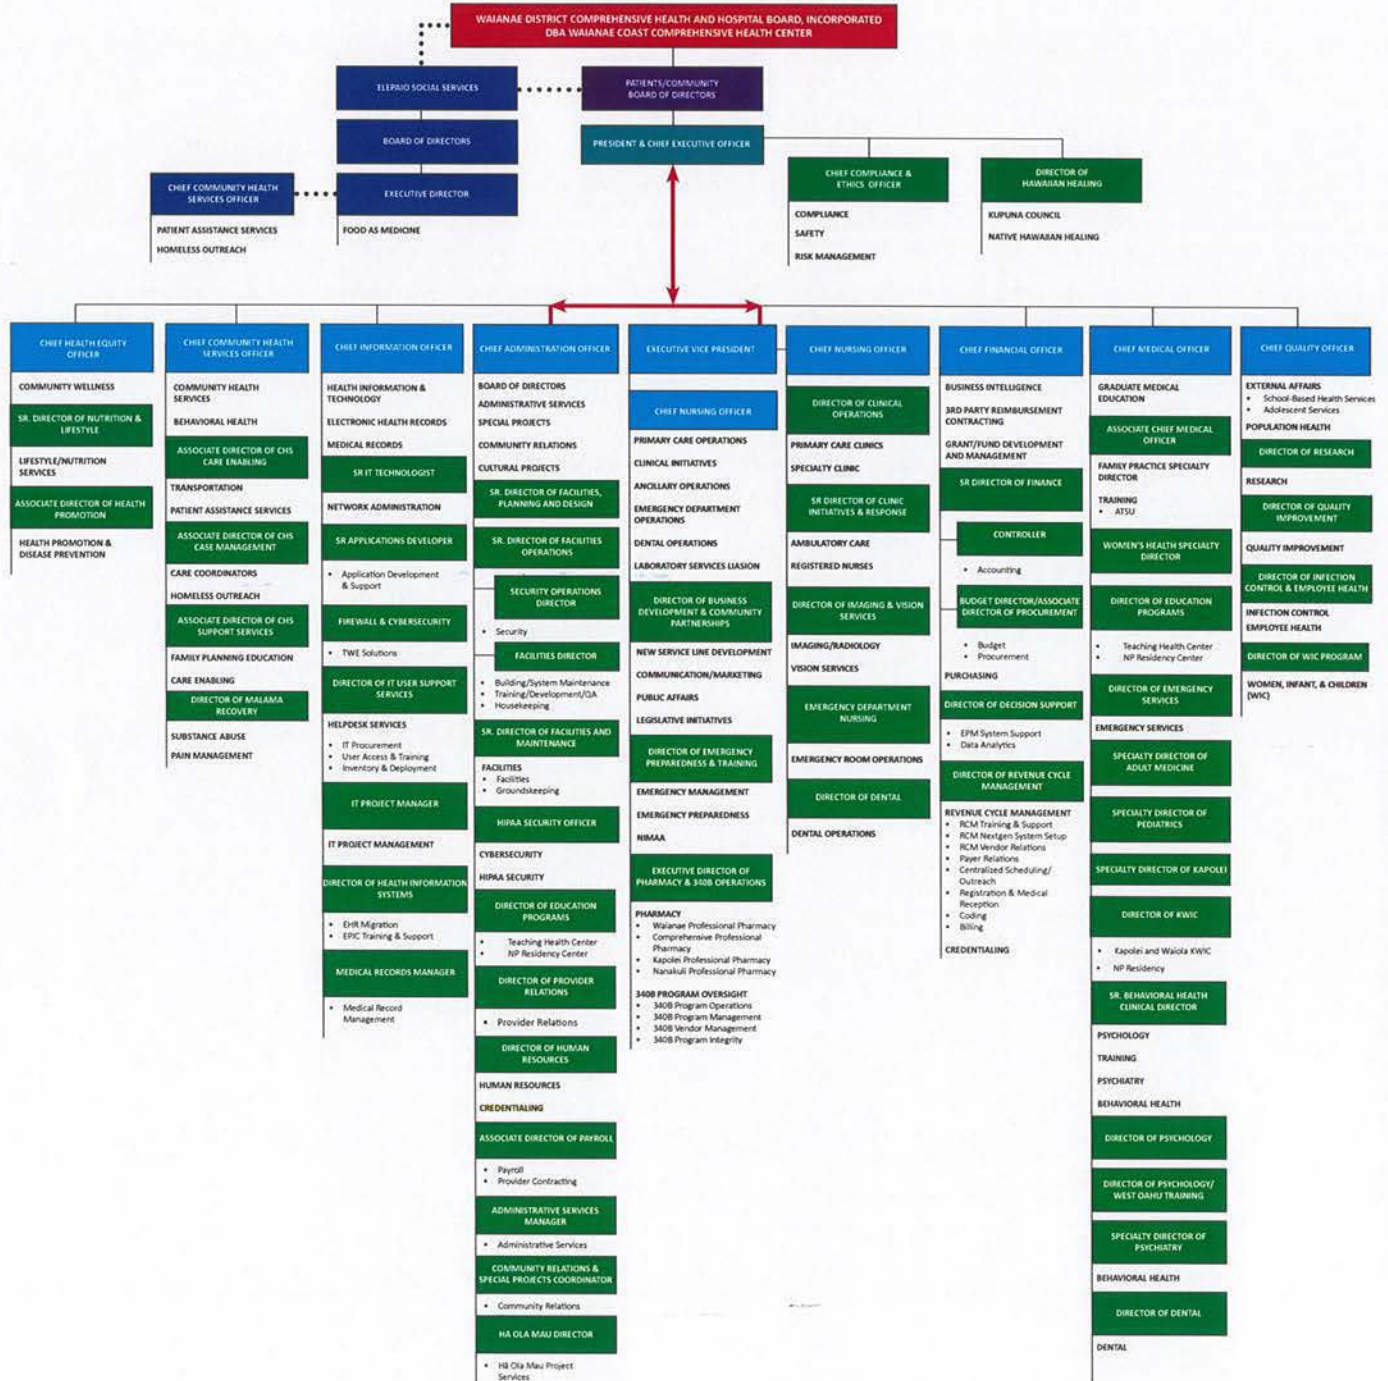 WAIANAE DISTRICT COMPREHENSIVE HEALTH AND HOSPITAL BOARD, INCORPORATED
DBA WAIANAE COAST COMPREHENSIVE HEALTH CENTER
ELEPAIO SOCIAL SERVICES
PATIENTS/COMMUNITY
BOARD OF DIRECTORS
BOARD OF DIRECTORS
PRESIDENT & CHIEF EXECUTIVE OFFICER
CHIEF COMMUNITY HEALTH
SERVICES OFFICER
EXECUTIVE DIRECTOR
CHIEF COMPLIANCE &
ETHICS OFFICER
DIRECTOR OF
HAWAIIAN HEALING
PATIENT ASSISTANCE SERVICES
HOMELESS OUTREACH
FOOD AS MEDICINE
COMPLIANCE
SAFETY
RISK MANAGEMENT
KUPUNA COUNCIL
NATIVE HAWAIIAN HEALING
CHIEF HEALTH EQUITY
OFFICER
COMMUNITY WELLNESS
SR. DIRECTOR OF NUTRITION &
LIFESTYLE
LIFESTYLE/NUTRITION
SERVICES
ASSOCIATE DIRECTOR OF HEALTH
PROMOTION
HEALTH PROMOTION &
DISEASE PREVENTION
CHIEF COMMUNITY HEALTH
SERVICES OFFICER
COMMUNITY HEALTH
SERVICES
BEHAVIORAL HEALTH
ASSOCIATE DIRECTOR OF CHS
CARE ENABLING
TRANSPORTATION
PATIENT ASSISTANCE SERVICES
ASSOCIATE DIRECTOR OF CHS
CASE MANAGEMENT
CARE COORDINATORS
HOMELESS OUTREACH
ASSOCIATE DIRECTOR OF CHS
SUPPORT SERVICES
FAMILY PLANNING EDUCATION
CARE ENABLING
DIRECTOR OF MALAMA
RECOVERY
SUBSTANCE ABUSE
PAIN MANAGEMENT
CHIEF INFORMATION OFFICER
HEALTH INFORMATION &
TECHNOLOGY
ELECTRONIC HEALTH RECORDS
MEDICAL RECORDS
SR IT TECHNOLOGIST
NETWORK ADMINISTRATION
SR APPLICATIONS DEVELOPER
• Application Development
& Support
FIREWALL & CYBERSECURITY
• TWE Solutions
DIRECTOR OF IT USER SUPPORT
SERVICES
HELPDESK SERVICES
• IT Procurement
• User Access & Training
• Inventory & Deployment
IT PROJECT MANAGER
IT PROJECT MANAGEMENT
DIRECTOR OF HEALTH INFORMATION
SYSTEMS
• EHR Migration
• EPIC Training & Support
MEDICAL RECORDS MANAGER
• Medical Record
Management
CHIEF ADMINISTRATION OFFICER
BOARD OF DIRECTORS
ADMINISTRATIVE SERVICES
SPECIAL PROJECTS
COMMUNITY RELATIONS
CULTURAL PROJECTS
SR. DIRECTOR OF FACILITIES,
PLANNING AND DESIGN
SR. DIRECTOR OF FACILITIES
OPERATIONS
SECURITY OPERATIONS
DIRECTOR
• Security
FACILITIES DIRECTOR
• Building/System Maintenance
• Training/Development/QA
• Housekeeping
SR. DIRECTOR OF FACILITIES AND
MAINTENANCE
FACILITIES
• Facilities
• Groundskeeping
HIPAA SECURITY OFFICER
CYBERSECURITY
HIPAA SECURITY
DIRECTOR OF EDUCATION
PROGRAMS
• Teaching Health Center
• NP Residency Center
DIRECTOR OF PROVIDER
RELATIONS
• Provider Relations
DIRECTOR OF HUMAN
RESOURCES
HUMAN RESOURCES
CREDENTIALING
ASSOCIATE DIRECTOR OF PAYROLL
• Payroll
• Provider Contracting
ADMINISTRATIVE SERVICES
MANAGER
• Administrative Services
COMMUNITY RELATIONS &
SPECIAL PROJECTS COORDINATOR
• Community Relations
HA OLA MAU DIRECTOR
• Hā Ola Mau Project
Services
EXECUTIVE VICE PRESIDENT
CHIEF NURSING OFFICER
PRIMARY CARE OPERATIONS
CLINICAL INITIATIVES
ANCILLARY OPERATIONS
EMERGENCY DEPARTMENT
OPERATIONS
DENTAL OPERATIONS
LABORATORY SERVICES LIASION
DIRECTOR OF BUSINESS
DEVELOPMENT & COMMUNITY
PARTNERSHIPS
NEW SERVICE LINE DEVELOPMENT
COMMUNICATION/MARKETING
PUBLIC AFFAIRS
LEGISLATIVE INITIATIVES
DIRECTOR OF EMERGENCY
PREPAREDNESS & TRAINING
EMERGENCY MANAGEMENT
EMERGENCY PREPAREDNESS
NIMAA
EXECUTIVE DIRECTOR OF
PHARMACY & 340B OPERATIONS
PHARMACY
• Waianae Professional Pharmacy
• Comprehensive Professional
Pharmacy
• Kapolei Professional Pharmacy
• Nanakuli Professional Pharmacy
340B PROGRAM OVERSIGHT
• 340B Program Operations
• 340B Program Management
• 340B Vendor Management
• 340B Program Integrity
CHIEF NURSING OFFICER
DIRECTOR OF CLINICAL
OPERATIONS
PRIMARY CARE CLINICS
SPECIALTY CLINIC
SR DIRECTOR OF CLINIC
INITIATIVES & RESPONSE
AMBULATORY CARE
REGISTERED NURSES
DIRECTOR OF IMAGING & VISION
SERVICES
IMAGING/RADIOLOGY
VISION SERVICES
EMERGENCY DEPARTMENT
NURSING
EMERGENCY ROOM OPERATIONS
DIRECTOR OF DENTAL
DENTAL OPERATIONS
CHIEF FINANCIAL OFFICER
BUSINESS INTELLIGENCE
3RD PARTY REIMBURSEMENT
CONTRACTING
GRANT/FUND DEVELOPMENT
AND MANAGEMENT
SR DIRECTOR OF FINANCE
CONTROLLER
• Accounting
BUDGET DIRECTOR/ASSOCIATE
DIRECTOR OF PROCUREMENT
• Budget
• Procurement
PURCHASING
DIRECTOR OF DECISION SUPPORT
• EPM System Support
• Data Analytics
DIRECTOR OF REVENUE CYCLE
MANAGEMENT
REVENUE CYCLE MANAGEMENT
• RCM Training & Support
• RCM Nextgen System Setup
• RCM Vendor Relations
• Payer Relations
• Centralized Scheduling/
Outreach
• Registration & Medical
Reception
• Coding
• Billing
CREDENTIALING
CHIEF MEDICAL OFFICER
GRADUATE MEDICAL
EDUCATION
ASSOCIATE CHIEF MEDICAL
OFFICER
FAMILY PRACTICE SPECIALTY
DIRECTOR
TRAINING
• ATSU
WOMEN'S HEALTH SPECIALTY
DIRECTOR
DIRECTOR OF EDUCATION
PROGRAMS
• Teaching Health Center
• NP Residency Center
DIRECTOR OF EMERGENCY
SERVICES
EMERGENCY SERVICES
SPECIALTY DIRECTOR OF
ADULT MEDICINE
SPECIALTY DIRECTOR OF
PEDIATRICS
SPECIALTY DIRECTOR OF KAPOLEI
DIRECTOR OF KWIC
• Kapolei and Waiola KWIC
• NP Residency
SR. BEHAVIORAL HEALTH
CLINICAL DIRECTOR
PSYCHOLOGY
TRAINING
PSYCHIATRY
BEHAVIORAL HEALTH
DIRECTOR OF PSYCHOLOGY
DIRECTOR OF PSYCHOLOGY/
WEST OAHU TRAINING
SPECIALTY DIRECTOR OF
PSYCHIATRY
BEHAVIORAL HEALTH
DIRECTOR OF DENTAL
DENTAL
CHIEF QUALITY OFFICER
EXTERNAL AFFAIRS
• School-Based Health Services
• Adolescent Services
POPULATION HEALTH
DIRECTOR OF RESEARCH
RESEARCH
DIRECTOR OF QUALITY
IMPROVEMENT
QUALITY IMPROVEMENT
DIRECTOR OF INFECTION
CONTROL & EMPLOYEE HEALTH
INFECTION CONTROL
EMPLOYEE HEALTH
DIRECTOR OF WIC PROGRAM
WOMEN, INFANT, & CHILDREN
(WIC)